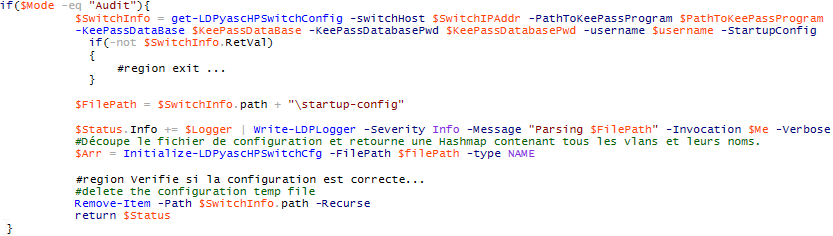 if($Mode -eq "Audit"){
$SwitchInfo = get-LDPyascHPSwitchConfig -switchHost $SwitchIPAddr -PathToKeePassProgram $PathToKeePassProgram
-KeePassDataBase $KeePassDataBase -KeePassDatabasePwd $KeePassDatabasePwd -username $username -StartupConfig
if(-not $SwitchInfo.RetVal)
{
#region exit ...
}
$FilePath = $SwitchInfo.path + "\startup-config"
$Status.Info += $Logger | Write-LDPLogger -Severity Info -Message "Parsing $FilePath" -Invocation $Me -Verbose
#Découpe le fichier de configuration et retourne une Hashmap contenant tous les vlans et leurs noms.
$Arr = Initialize-LDPyascHPSwitchCfg -FilePath $filePath -type NAME
#region Verifie si la configuration est correcte...
#delete the configuration temp file
Remove-Item -Path $SwitchInfo.path -Recurse
return $Status
}